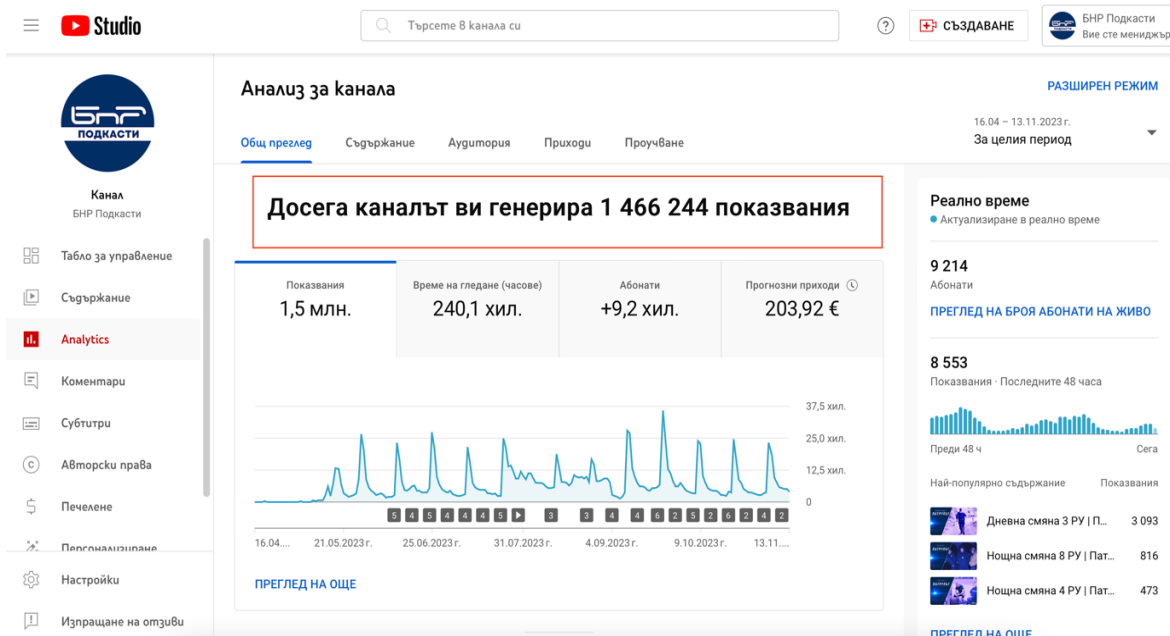 Studio
Търсете в канала си
СЪЗДАВАНЕ
БНР Подкасти
Вие сте мениджър
БНР
ПОДКАСТИ
Канал
БНР Подкасти
Табло за управление
Съдържание
Analytics
Коментари
Субтитри
Авторски права
Печелене
Персонализиране
Настройки
Изпращане на отзиви
Анализ за канала
РАЗШИРЕН РЕЖИМ
Общ преглед
Съдържание
Аудитория
Приходи
Проучване
16.04 – 13.11.2023 г.
За целия период
Досега каналът ви генерира 1 466 244 показвания
Показвания
1,5 млн.
Време на гледане (часове)
240,1 хил.
Абонати
+9,2 хил.
Прогнозни приходи
203,92 €
37,5 хил.
25,0 хил.
12,5 хил.
0
5 4 5 4 4 4 5 3 3 4 4 6 2 5 2 6 2 4 2
16.04.... 21.05.2023 г. 25.06.2023 г. 31.07.2023 г. 4.09.2023 г. 9.10.2023 г. 13.11....
ПРЕГЛЕД НА ОЩЕ
Реално време
Актуализиране в реално време
9 214
Абонати
ПРЕГЛЕД НА БРОЯ АБОНАТИ НА ЖИВО
8 553
Показвания · Последните 48 часа
Преди 48 ч Сега
Най-популярно съдържание Показвания
Дневна смяна 3 РУ | П... 3 093
Нощна смяна 8 РУ | Пат... 816
Нощна смяна 4 РУ | Пат... 473
ПРЕГЛЕД НА ОЩЕ